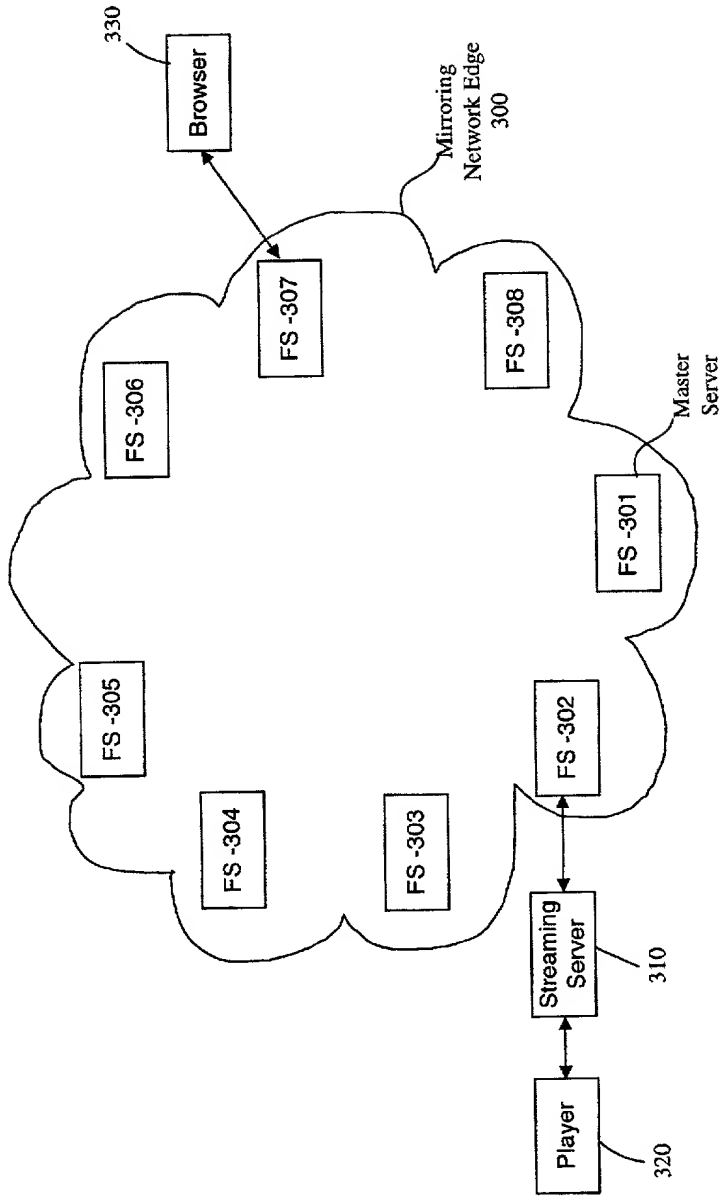 330
Browser
Mirroring
Network Edge
300
FS -307
FS -306
FS -308
Master
Server
FS -301
FS -305
FS -302
FS -304
FS -303
Streaming
Server
310
Player
320